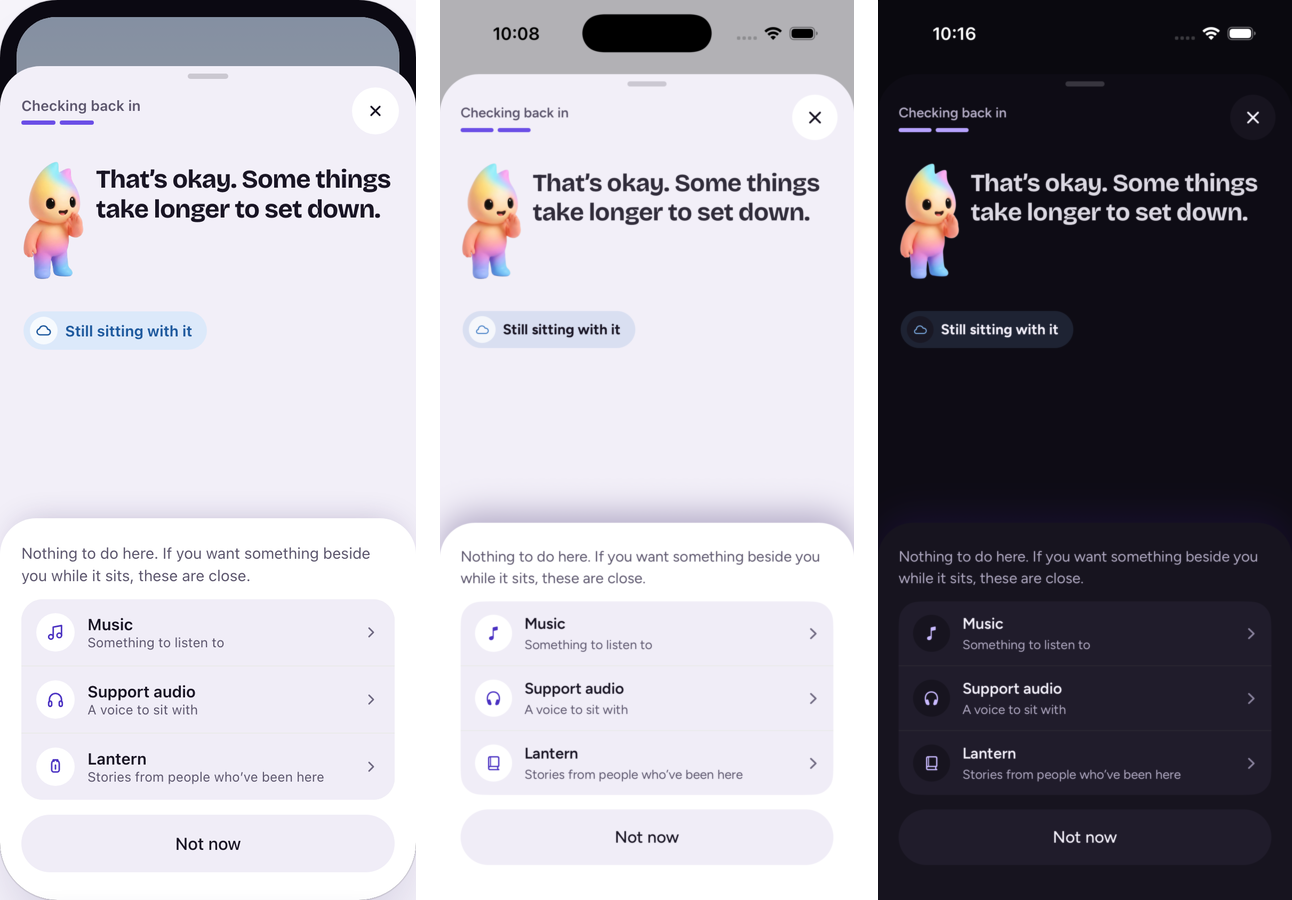 Checking back in
That's okay. Some things
take longer to set down.
Still sitting with it
Nothing to do here. If you want something beside
you while it sits, these are close.
Music
Something to listen to
Support audio
A voice to sit with
Lantern
Stories from people who've been here
Not now
10:08
Checking back in
That's okay. Some things
take longer to set down.
Still sitting with it
Nothing to do here. If you want something beside you
while it sits, these are close.
Music
Something to listen to
Support audio
A voice to sit with
Lantern
Stories from people who've been here
Not now
10:16
Checking back in
That's okay. Some things
take longer to set down.
Still sitting with it
Nothing to do here. If you want something beside you
while it sits, these are close.
Music
Something to listen to
Support audio
A voice to sit with
Lantern
Stories from people who've been here
Not now